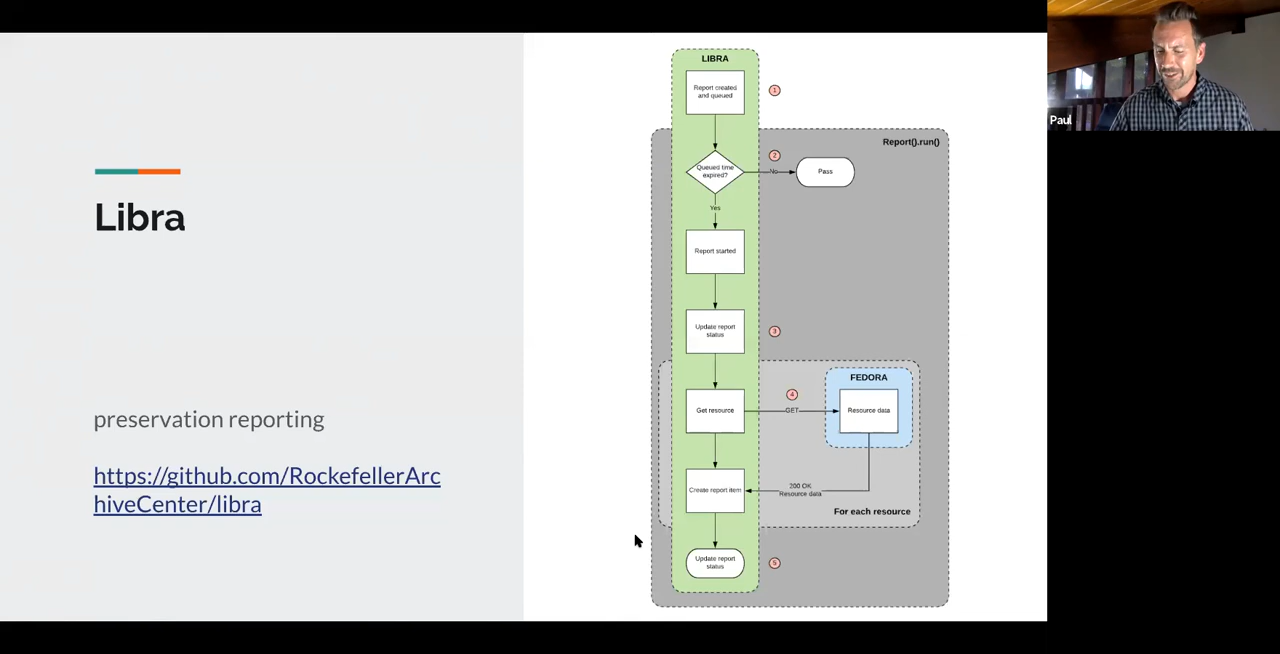 Libra
preservation reporting
https://github.com/RockefellerArc
hiveCenter/libra
LIBRA
Report created
and queued
1
Report().run()
2
Queued time
expired?
No
Pass
Yes
Report started
Update report
status
3
FEDORA
4
Get resource
GET
Resource data
Create report item
200 OK
Resource data
For each resource
Update report
status
5
Paul